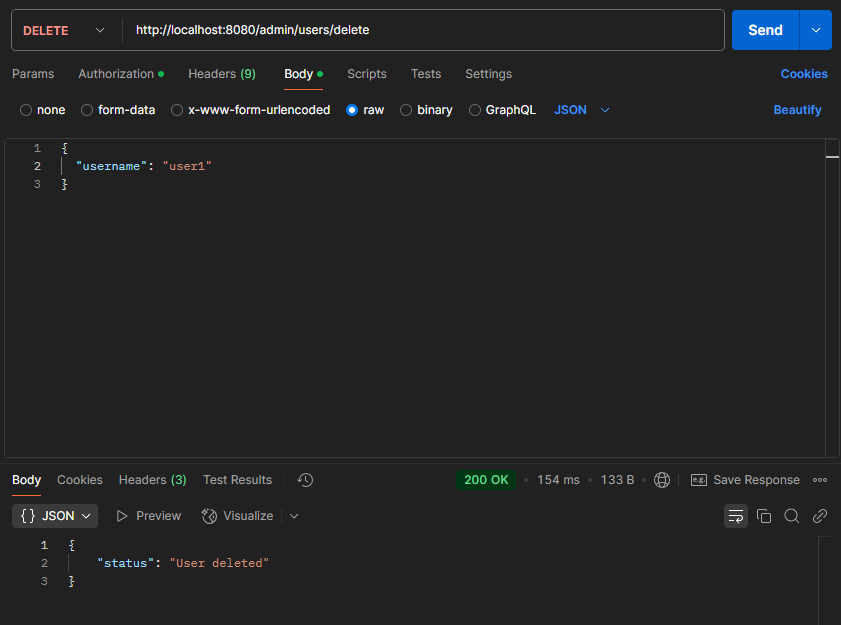 DELETE http://localhost:8080/admin/users/delete Send
Params Authorization Headers (9) Body Scripts Tests Settings Cookies
none form-data x-www-form-urlencoded raw binary GraphQL JSON Beautify
1 {
2 "username": "user1"
3 }
Body Cookies Headers (3) Test Results 200 OK 154 ms 133 B e.g. Save Response
{} JSON Preview Visualize
1 {
2 "status": "User deleted"
3 }